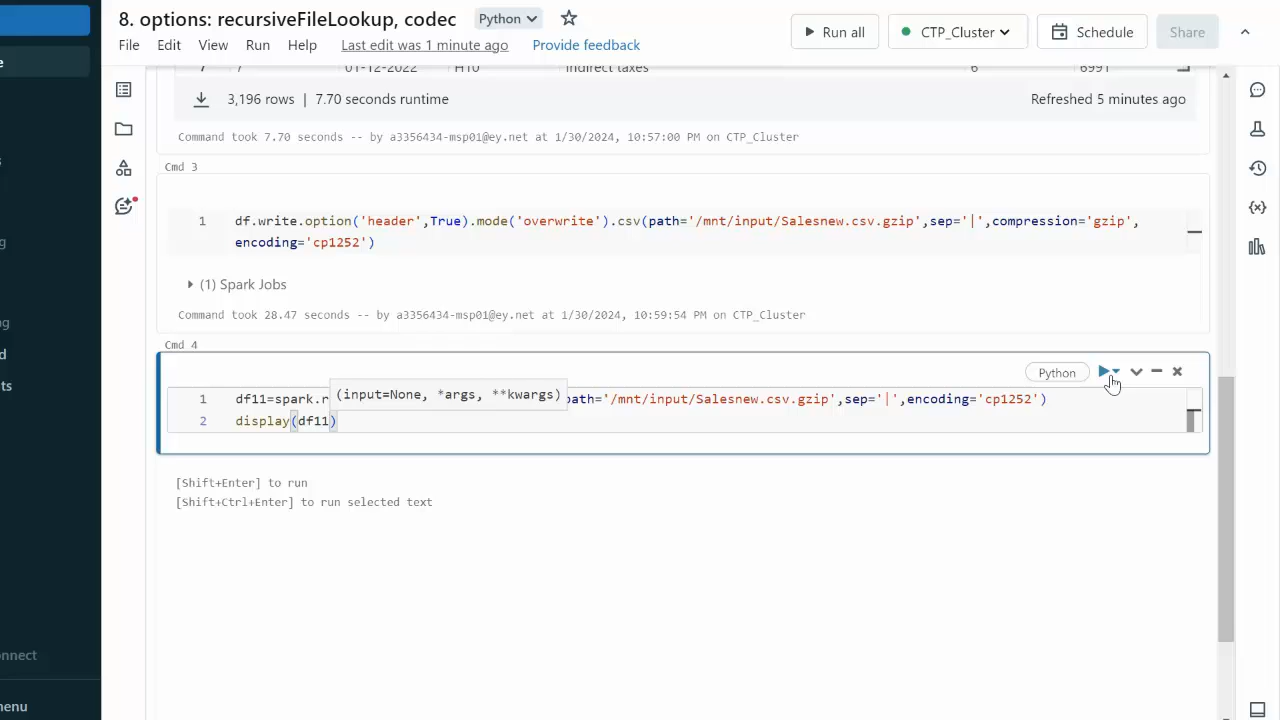 8. options: recursiveFileLookup, codec
Python
File Edit View Run Help Last edit was 1 minute ago Provide feedback
Run all
CTP_Cluster
Schedule
Share
7 7 01-12-2022 H10 Indirect taxes 6 6991
3,196 rows | 7.70 seconds runtime
Refreshed 5 minutes ago
Command took 7.70 seconds -- by a3356434-msp01@ey.net at 1/30/2024, 10:57:00 PM on CTP_Cluster
Cmd 3
1 df.write.option('header',True).mode('overwrite').csv(path='/mnt/input/Salesnew.csv.gzip',sep='|',compression='gzip',
encoding='cp1252')
(1) Spark Jobs
Command took 28.47 seconds -- by a3356434-msp01@ey.net at 1/30/2024, 10:59:54 PM on CTP_Cluster
Cmd 4
Python
(input=None, *args, **kwargs)
1 df11=spark.r path='/mnt/input/Salesnew.csv.gzip',sep='|',encoding='cp1252')
2 display(df11)
[Shift+Enter] to run
[Shift+Ctrl+Enter] to run selected text